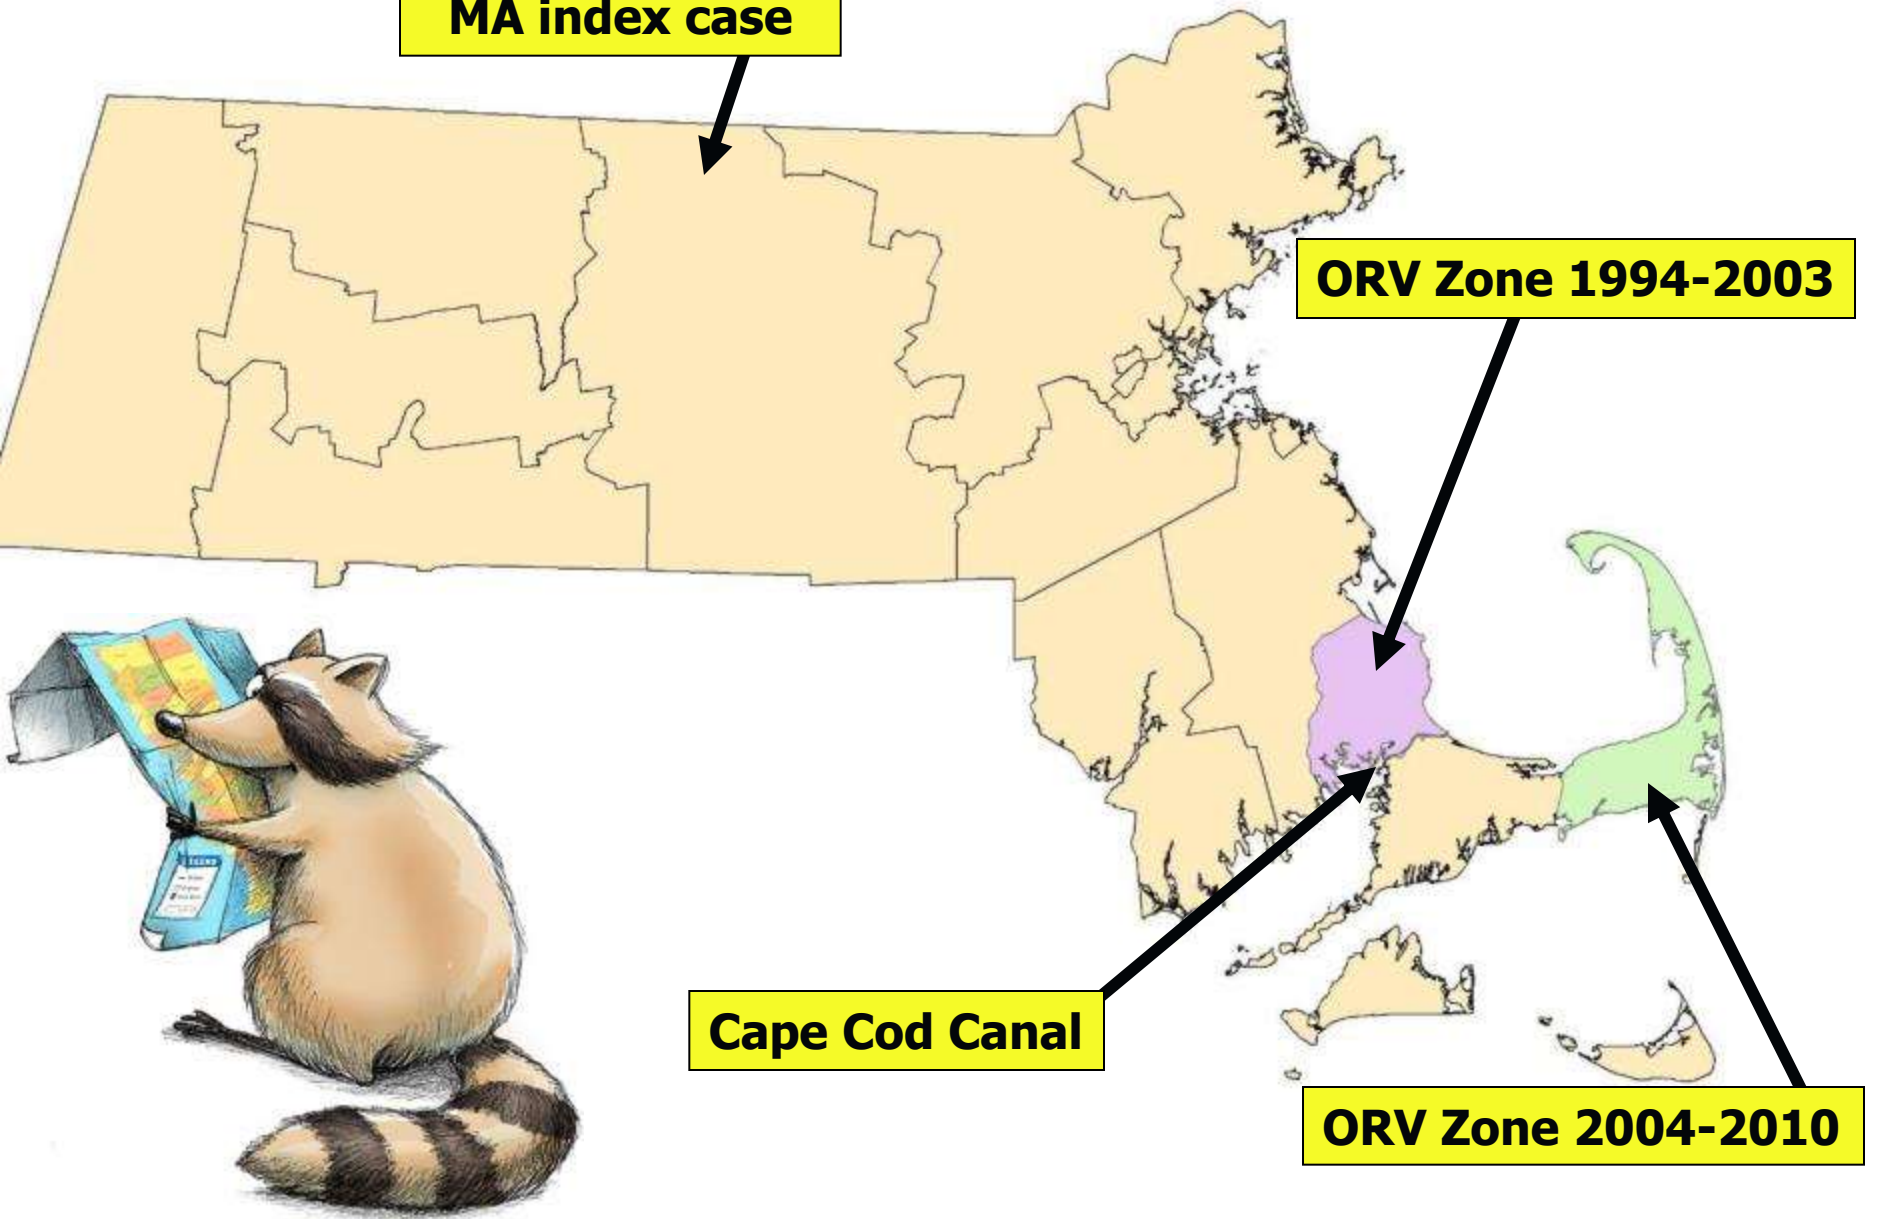 MA index case
ORV Zone 1994-2003
Cape Cod Canal
ORV Zone 2004-2010